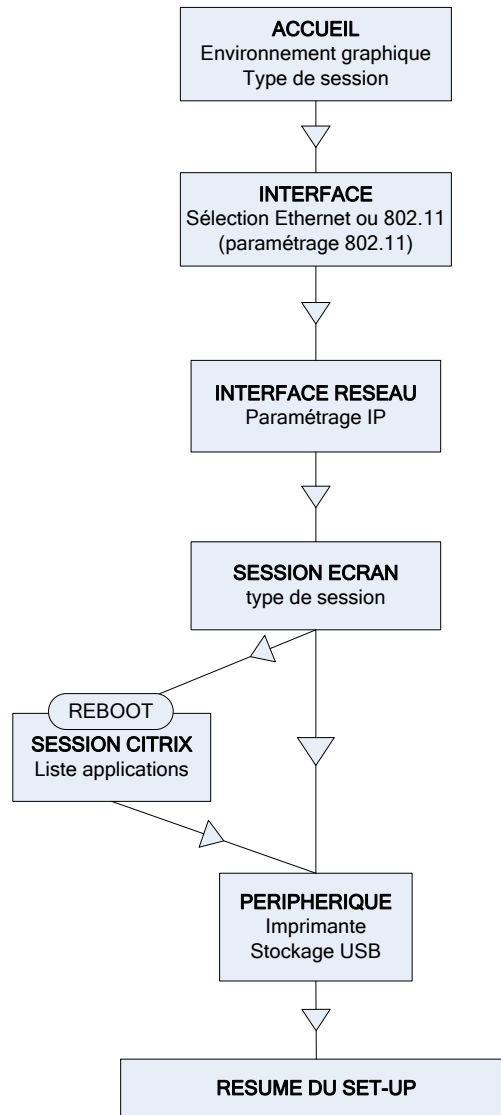 ACCUEIL
Environnement graphique
Type de session
INTERFACE
Sélection Ethernet ou 802.11
(paramétrage 802.11)
INTERFACE RESEAU
Paramétrage IP
SESSION ECRAN
type de session
REBOOT
SESSION CITRIX
Liste applications
PERIPHERIQUE
Imprimante
Stockage USB
RESUME DU SET-UP